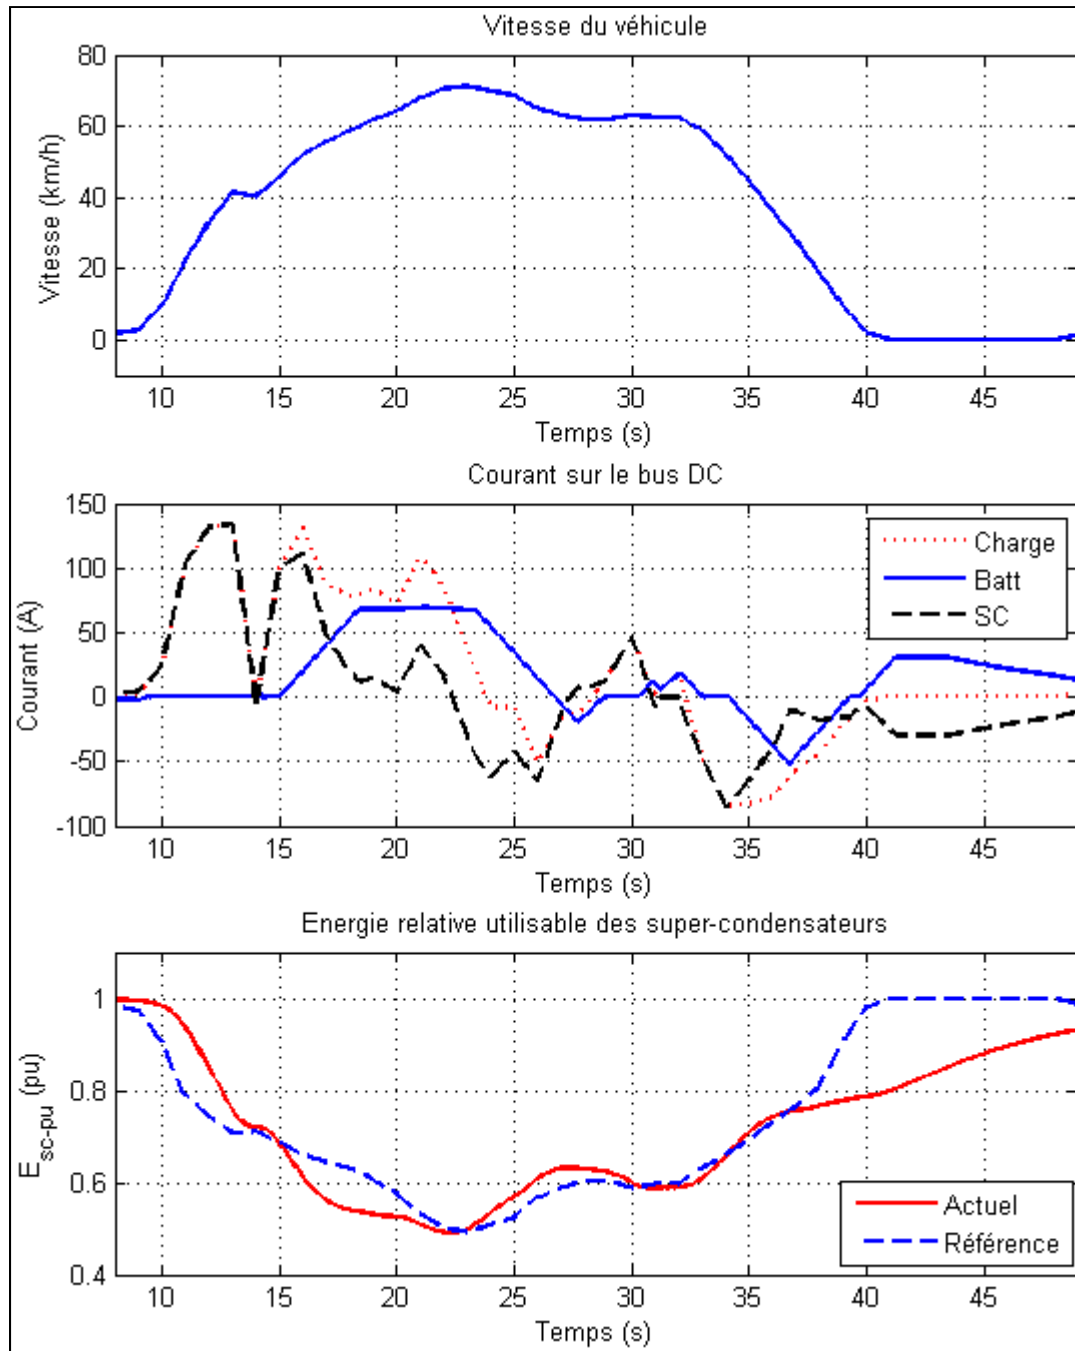 Vitesse du véhicule
80
60
40
20
0
Vitesse (km/h)
10 15 20 25 30 35 40 45
Temps (s)
Courant sur le bus DC
150
100
50
0
-50
-100
Courant (A)
Charge
Batt
SC
10 15 20 25 30 35 40 45
Temps (s)
Energie relative utilisable des super-condensateurs
1
0.8
0.6
0.4
E_sc-pu (pu)
Actuel
Référence
10 15 20 25 30 35 40 45
Temps (s)